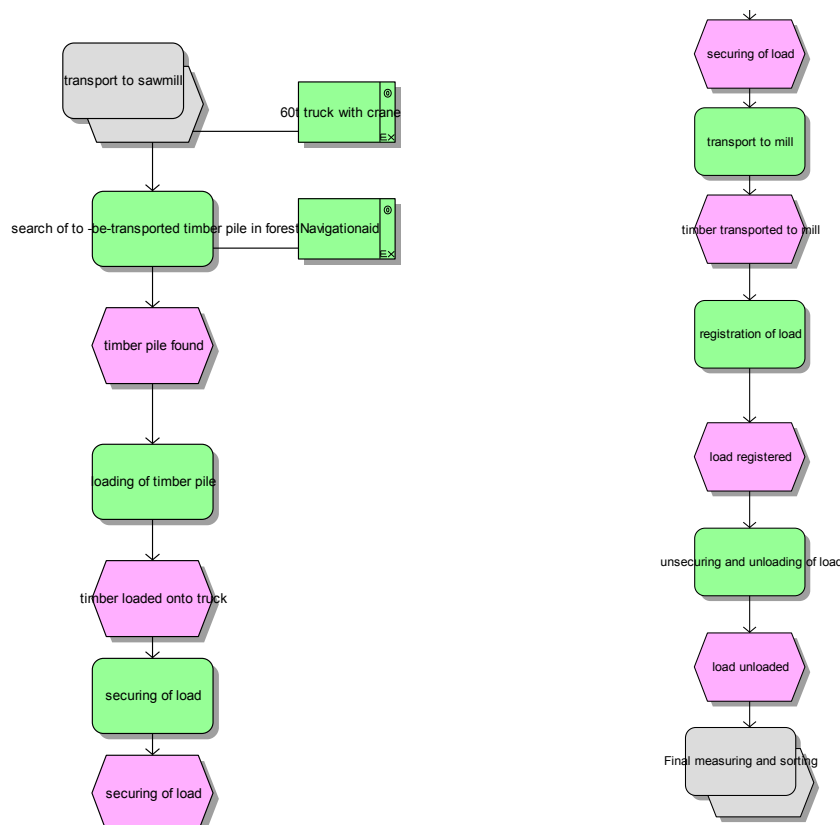 transport to sawmill
60t truck with crane
EX
search of to -be-transported timber pile in forest
Navigationaid
EX
timber pile found
loading of timber pile
timber loaded onto truck
securing of load
securing of load
securing of load
transport to mill
timber transported to mill
registration of load
load registered
unsecuring and unloading of load
load unloaded
Final measuring and sorting